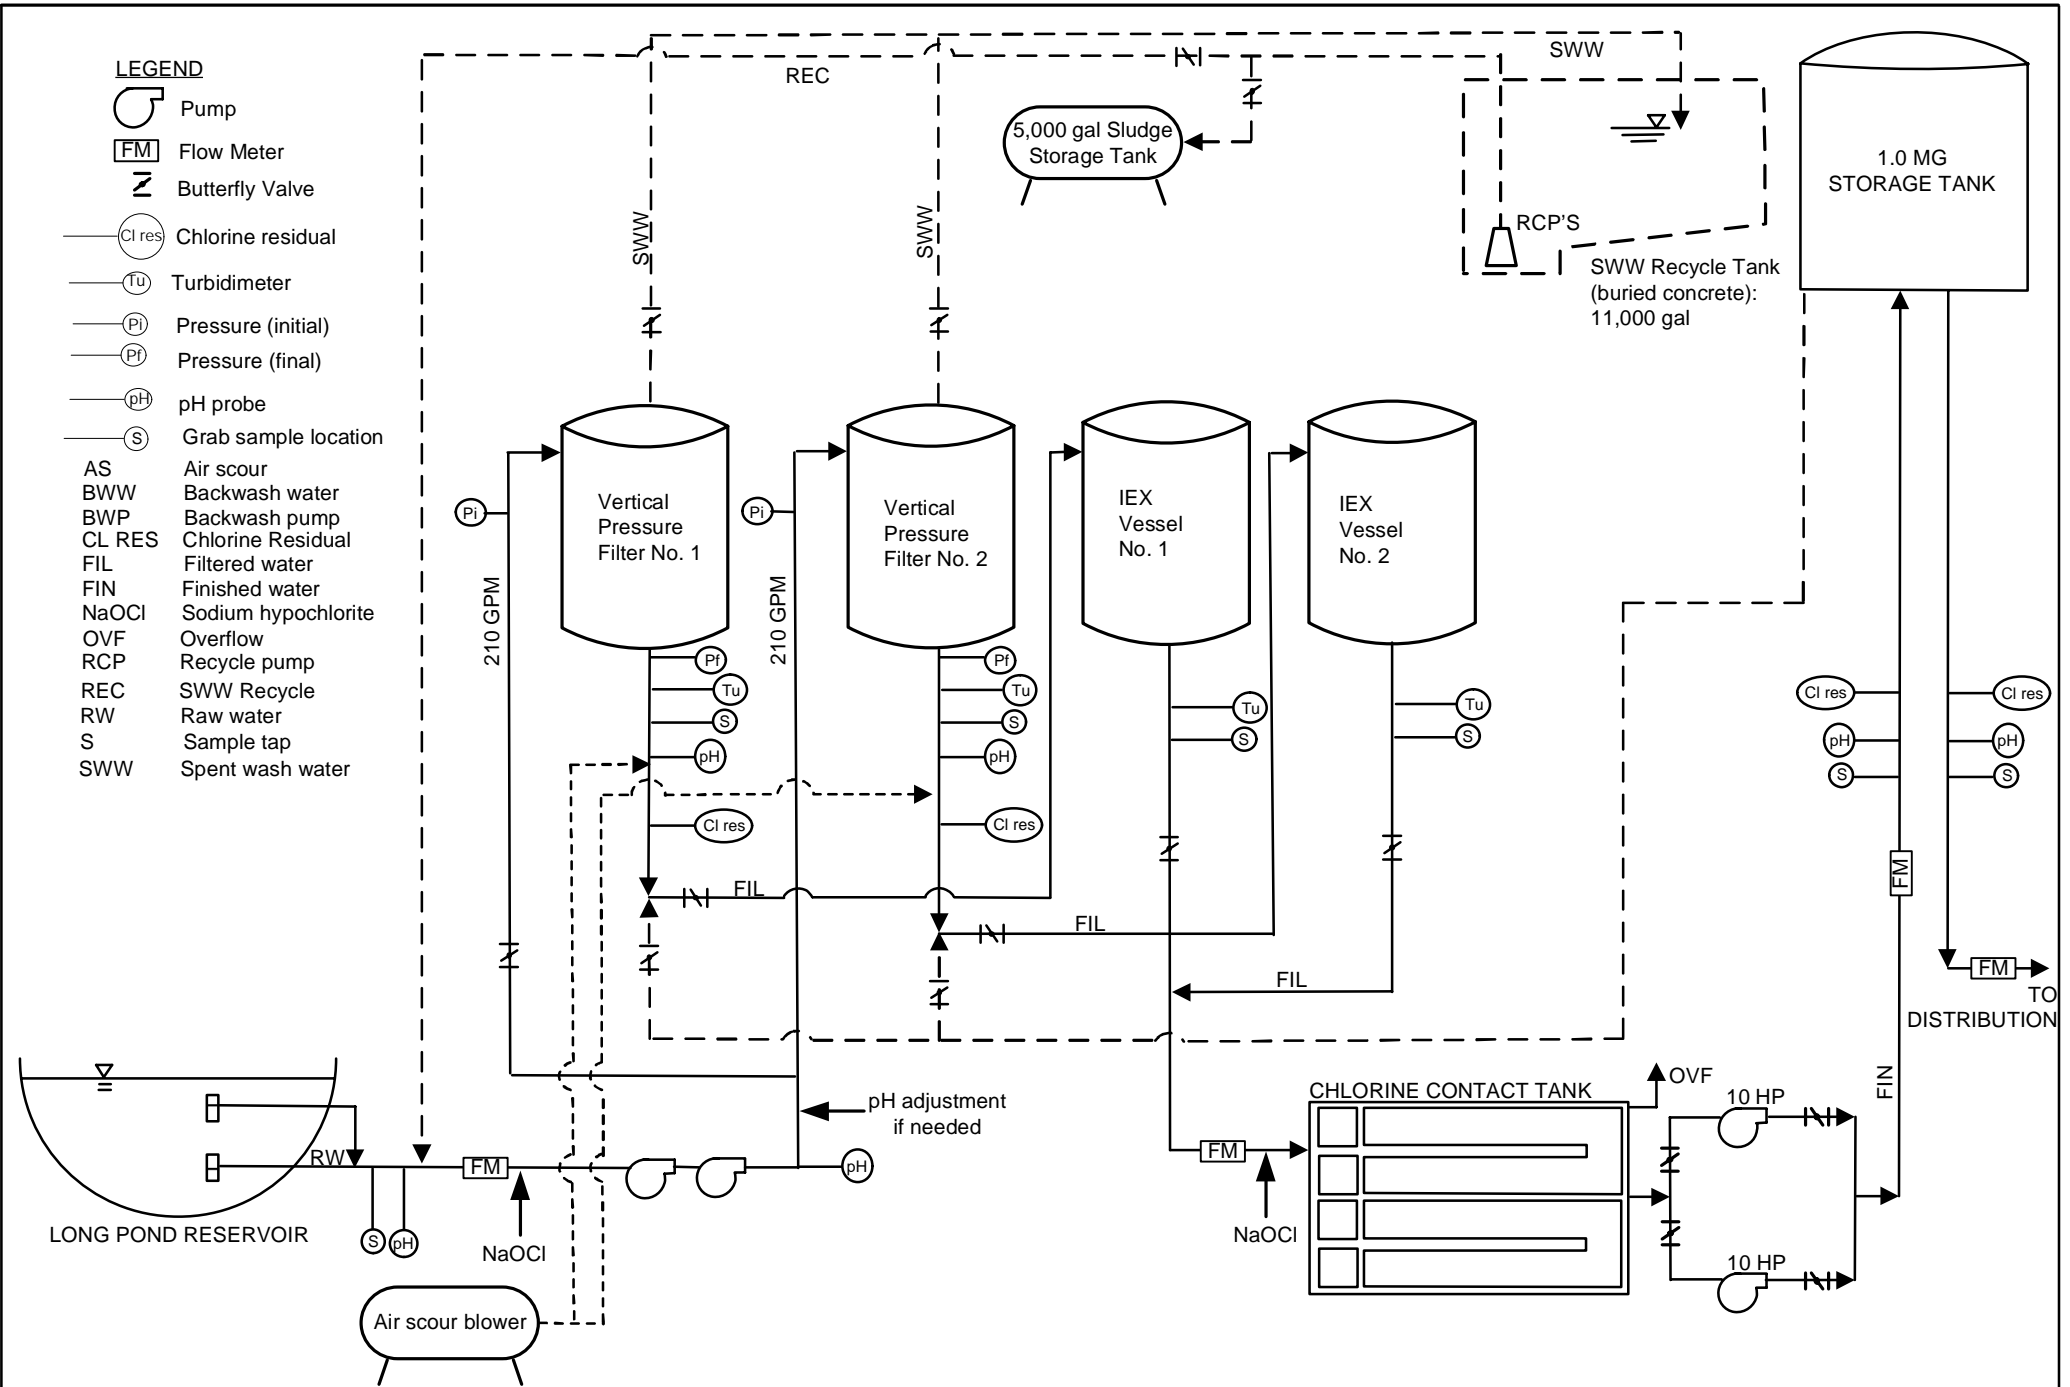 LEGEND
Pump
FM Flow Meter
Butterfly Valve
Cl res Chlorine residual
Tu Turbidimeter
Pi Pressure (initial)
Pf Pressure (final)
pH pH probe
S Grab sample location
AS Air scour
BWW Backwash water
BWP Backwash pump
CL RES Chlorine Residual
FIL Filtered water
FIN Finished water
NaOCl Sodium hypochlorite
OVF Overflow
RCP Recycle pump
REC SWW Recycle
RW Raw water
S Sample tap
SWW Spent wash water
REC
SWW
5,000 gal Sludge
Storage Tank
RCP'S
SWW Recycle Tank
(buried concrete):
11,000 gal
1.0 MG
STORAGE TANK
SWW
SWW
Vertical
Pressure
Filter No. 1
Vertical
Pressure
Filter No. 2
IEX
Vessel
No. 1
IEX
Vessel
No. 2
Pi
Pi
210 GPM
210 GPM
Pf
Tu
S
pH
Cl res
Pf
Tu
S
pH
Cl res
Tu
S
Tu
S
Cl res
pH
S
Cl res
pH
S
FM
FIL
FIL
FIL
FM
TO
DISTRIBUTION
FIN
pH adjustment
if needed
RW
FM
pH
S
pH
NaOCl
LONG POND RESERVOIR
Air scour blower
FM
NaOCl
CHLORINE CONTACT TANK
OVF
10 HP
10 HP